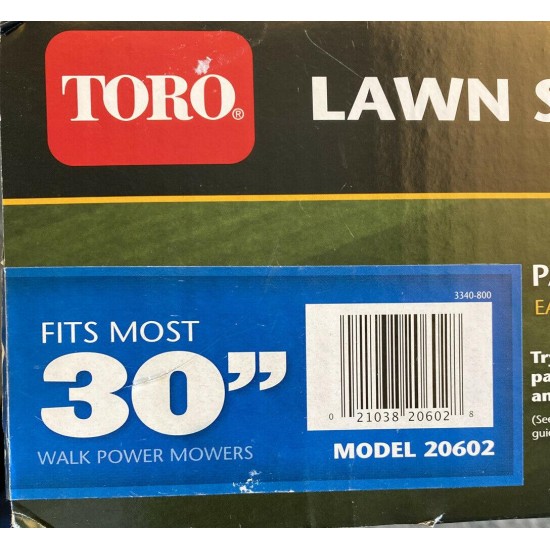 TORO®
LAWN S
3340-800
FITS MOST
30”
WALK POWER MOWERS
0 21038 20602 8
MODEL 20602
PA
EA
Try
pa
an
(See
gui